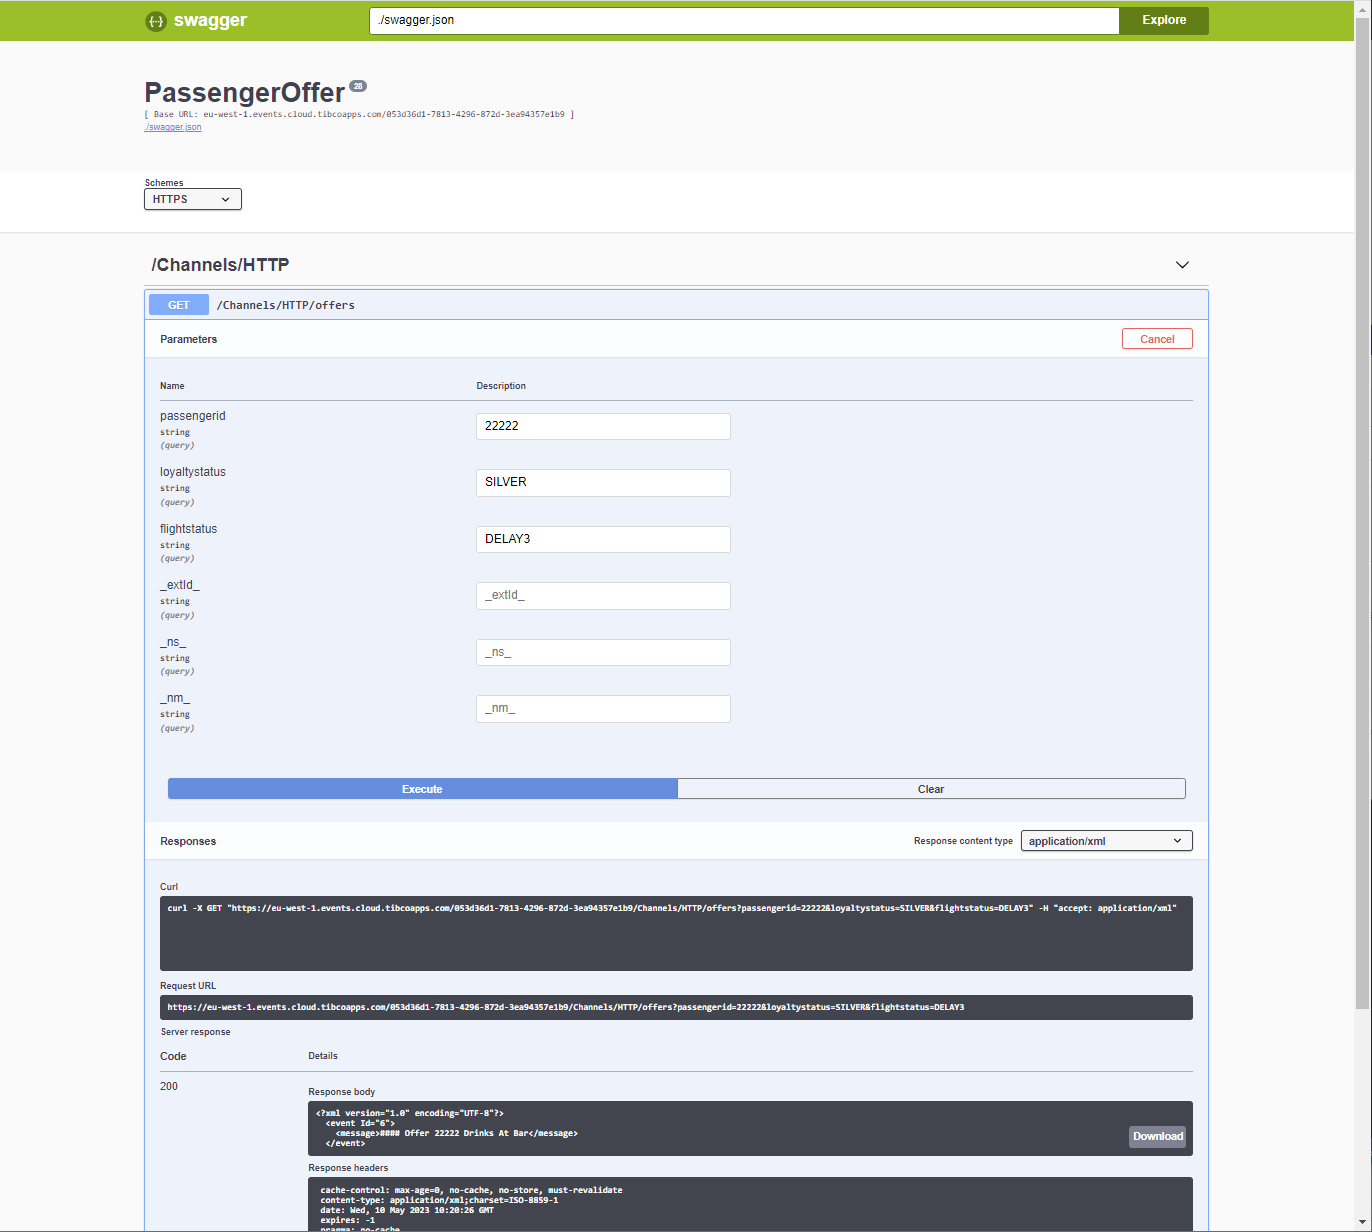 {··} swagger
./swagger.json
Explore
PassengerOffer 28
[ Base URL: eu-west-1.events.cloud.tibcoapps.com/053d36d1-7813-4296-872d-3ea94357e1b9 ]
./swagger.json
Schemes
HTTPS
/Channels/HTTP
GET /Channels/HTTP/offers
Parameters
Cancel
Name Description
passengerid
string
(query)
22222
loyaltystatus
string
(query)
SILVER
flightstatus
string
(query)
DELAY3
_extId_
string
(query)
_extId_
_ns_
string
(query)
_ns_
_nm_
string
(query)
_nm_
Execute Clear
Responses
Response content type application/xml
Curl
curl -X GET "https://eu-west-1.events.cloud.tibcoapps.com/053d36d1-7813-4296-872d-3ea94357e1b9/Channels/HTTP/offers?passengerid=22222&loyaltystatus=SILVER&flightstatus=DELAY3" -H "accept: application/xml"
Request URL
https://eu-west-1.events.cloud.tibcoapps.com/053d36d1-7813-4296-872d-3ea94357e1b9/Channels/HTTP/offers?passengerid=22222&loyaltystatus=SILVER&flightstatus=DELAY3
Server response
Code Details
200
Response body
<?xml version="1.0" encoding="UTF-8"?>
<event Id="6">
<message>#### Offer 22222 Drinks At Bar</message>
</event>
Download
Response headers
cache-control: max-age=0, no-cache, no-store, must-revalidate
content-type: application/xml;charset=ISO-8859-1
date: Wed, 10 May 2023 10:20:26 GMT
expires: -1
pragma: no-cache